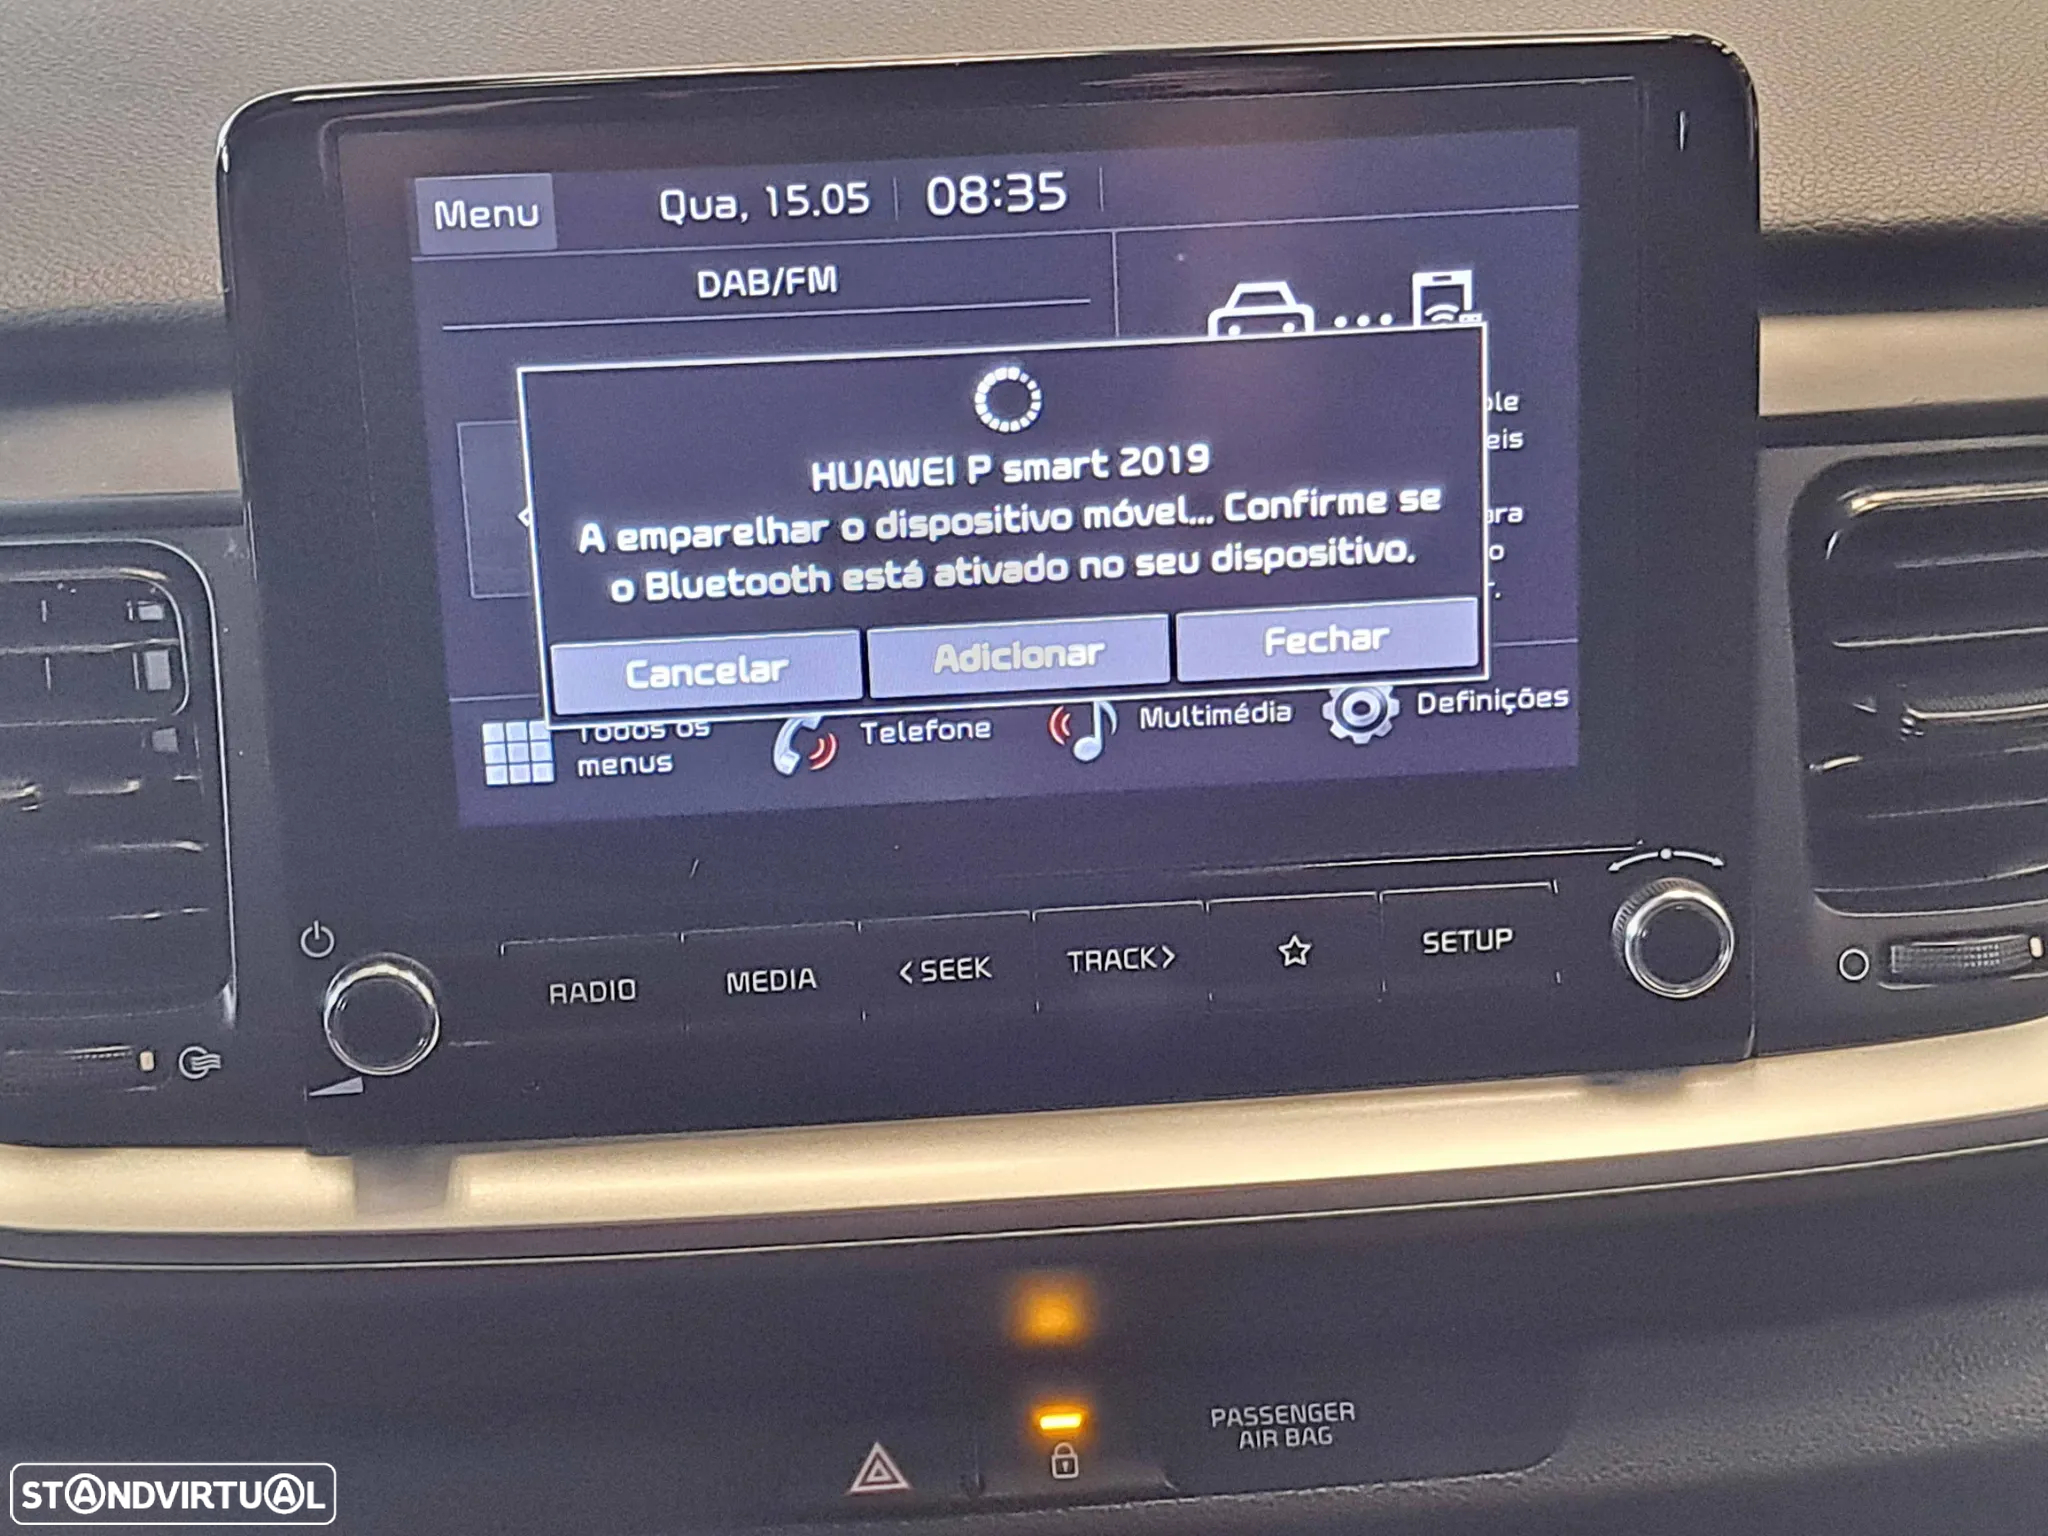 Menu
Qua, 15.05
08:35
DAB/FM
HUAWEI P smart 2019
A emparelhar o dispositivo móvel... Confirme se
o Bluetooth está ativado no seu dispositivo.
Cancelar
Adicionar
Fechar
Todos os
menus
Telefone
Multimédia
Definições
RADIO
MEDIA
<SEEK
TRACK>
SETUP
PASSENGER
AIR BAG
STANDVIRTUAL